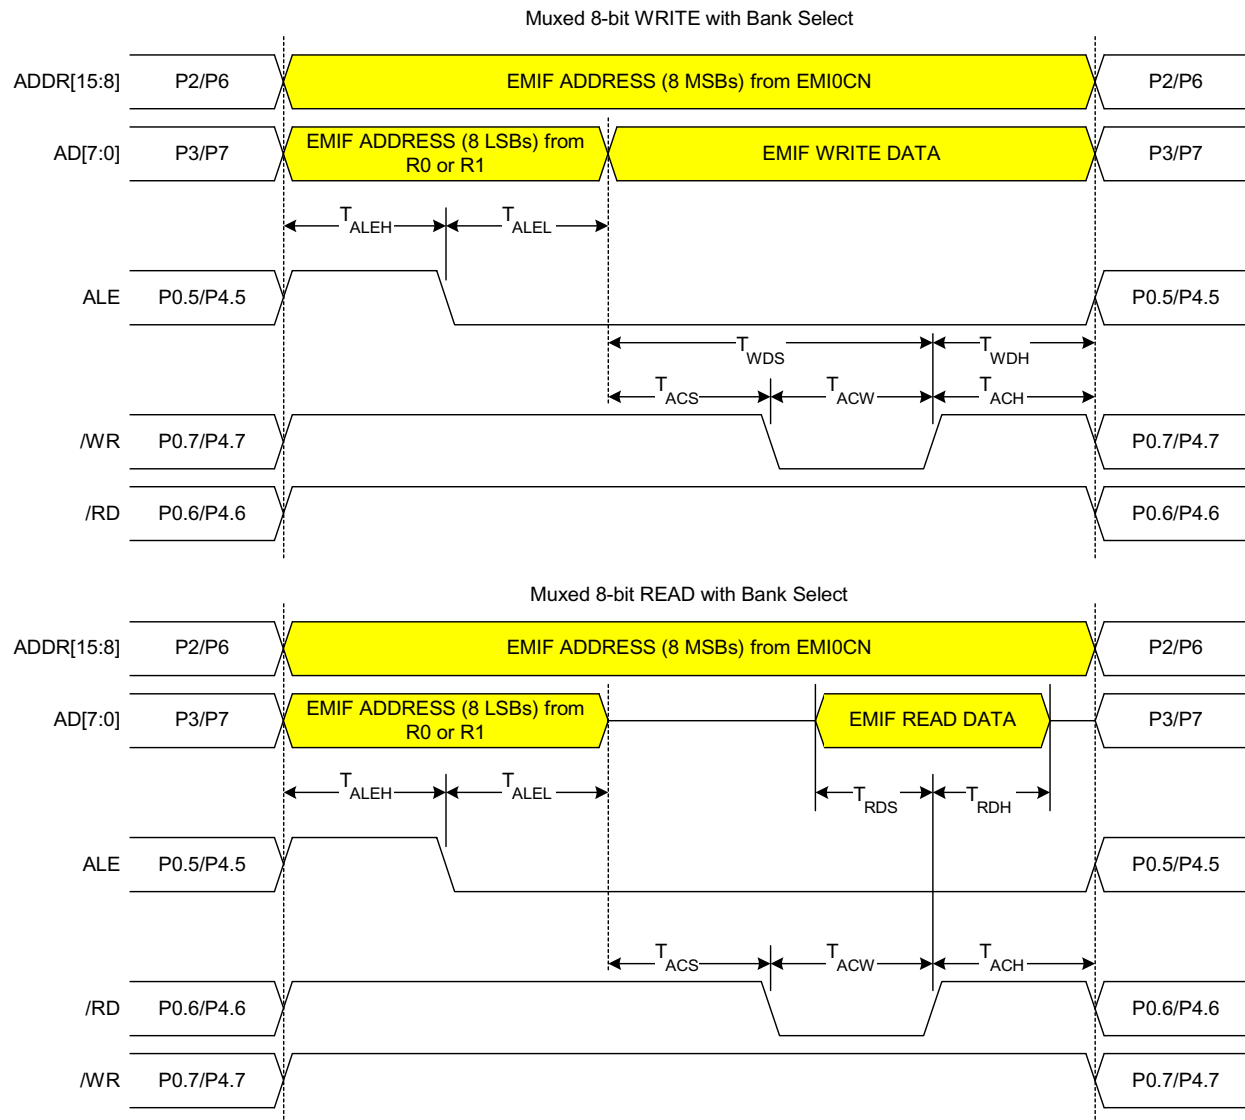 Muxed 8-bit WRITE with Bank Select
ADDR[15:8] P2/P6 EMIF ADDRESS (8 MSBs) from EMI0CN P2/P6
AD[7:0] P3/P7 EMIF ADDRESS (8 LSBs) from
R0 or R1 EMIF WRITE DATA P3/P7
TALEH TALEL
ALE P0.5/P4.5 P0.5/P4.5
TWDS TWDH
TACS TACW TACH
/WR P0.7/P4.7 P0.7/P4.7
/RD P0.6/P4.6 P0.6/P4.6
Muxed 8-bit READ with Bank Select
ADDR[15:8] P2/P6 EMIF ADDRESS (8 MSBs) from EMI0CN P2/P6
AD[7:0] P3/P7 EMIF ADDRESS (8 LSBs) from
R0 or R1 EMIF READ DATA P3/P7
TALEH TALEL TRDS TRDH
ALE P0.5/P4.5 P0.5/P4.5
TACS TACW TACH
/RD P0.6/P4.6 P0.6/P4.6
/WR P0.7/P4.7 P0.7/P4.7